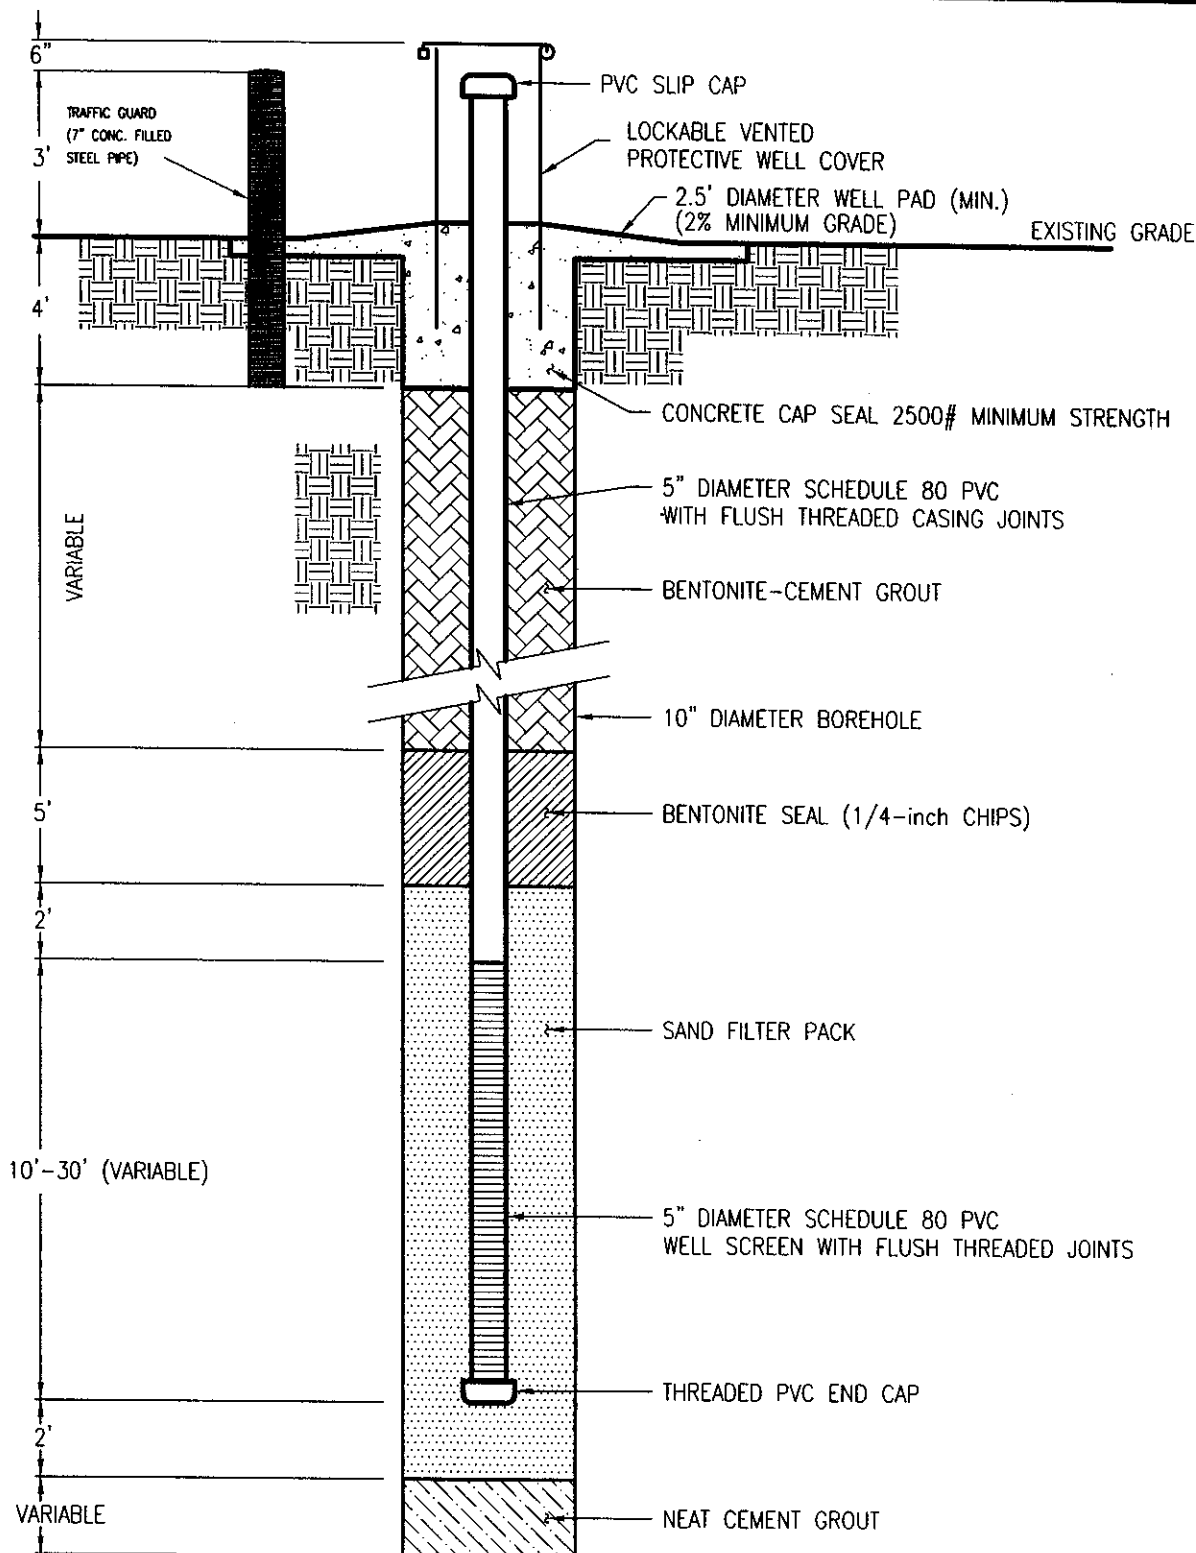 6"
PVC SLIP CAP
TRAFFIC GUARD
(7" CONC. FILLED
STEEL PIPE)
3'
LOCKABLE VENTED
PROTECTIVE WELL COVER
2.5' DIAMETER WELL PAD (MIN.)
(2% MINIMUM GRADE)
EXISTING GRADE
4'
CONCRETE CAP SEAL 2500# MINIMUM STRENGTH
VARIABLE
5" DIAMETER SCHEDULE 80 PVC
WITH FLUSH THREADED CASING JOINTS
BENTONITE-CEMENT GROUT
10" DIAMETER BOREHOLE
5'
BENTONITE SEAL (1/4-inch CHIPS)
2'
SAND FILTER PACK
10'-30' (VARIABLE)
5" DIAMETER SCHEDULE 80 PVC
WELL SCREEN WITH FLUSH THREADED JOINTS
THREADED PVC END CAP
2'
VARIABLE
NEAT CEMENT GROUT